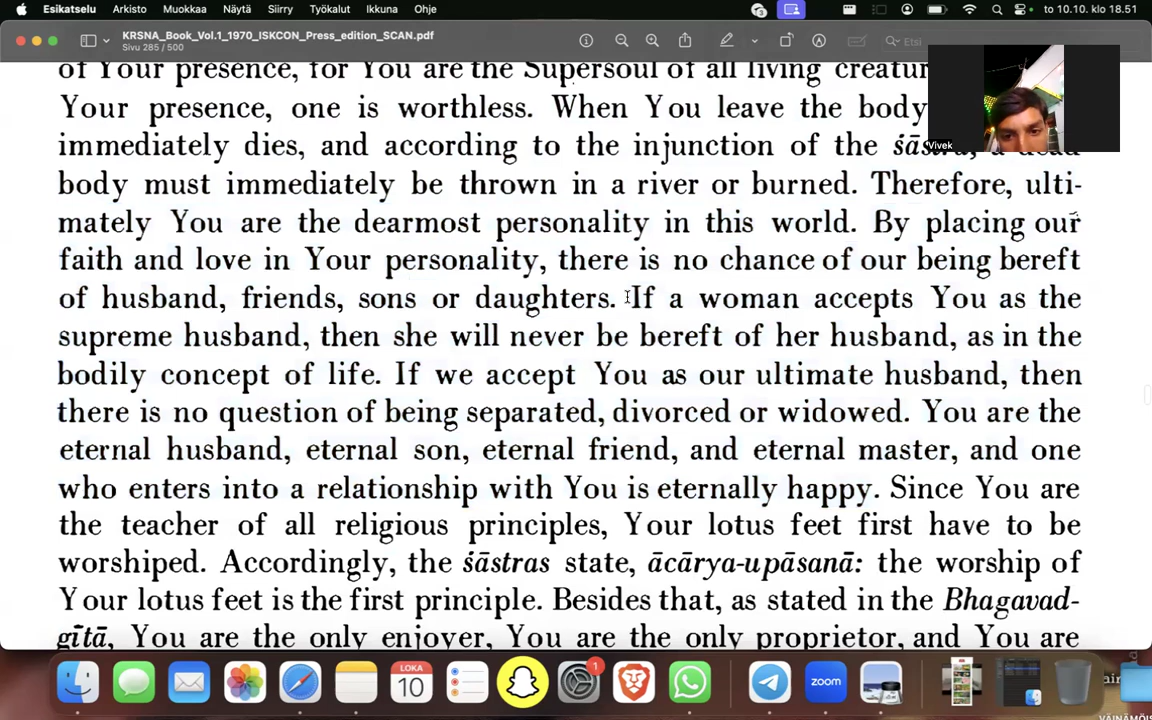 Esikatselu Arkisto Muokkaa Näytä Siirry Työkalut Ikkuna Ohje
3
to 10.10. klo 18.51
KRSNA_Book_Vol.1_1970_ISKCON_Press_edition_SCAN.pdf
Sivu 285 / 500
Etsi
Vivek
of Your presence, for You are the Supersoul of all living
Your presence, one is worthless. When You leave the body
immediately dies, and according to the injunction of the śāstra, a dead
body must immediately be thrown in a river or burned. Therefore, ulti-
mately You are the dearmost personality in this world. By placing our
faith and love in Your personality, there is no chance of our being bereft
of husband, friends, sons or daughters. If a woman accepts You as the
supreme husband, then she will never be bereft of her husband, as in the
bodily concept of life. If we accept You as our ultimate husband, then
there is no question of being separated, divorced or widowed. You are the
eternal husband, eternal son, eternal friend, and eternal master, and one
who enters into a relationship with You is eternally happy. Since You are
the teacher of all religious principles, Your lotus feet first have to be
worshiped. Accordingly, the śāstras state, ācārya-upāsanā: the worship of
Your lotus feet is the first principle. Besides that, as stated in the Bhagavad-
gītā, You are the only enjoyer, You are the only proprietor, and You are
LOKA
10
1
zoom